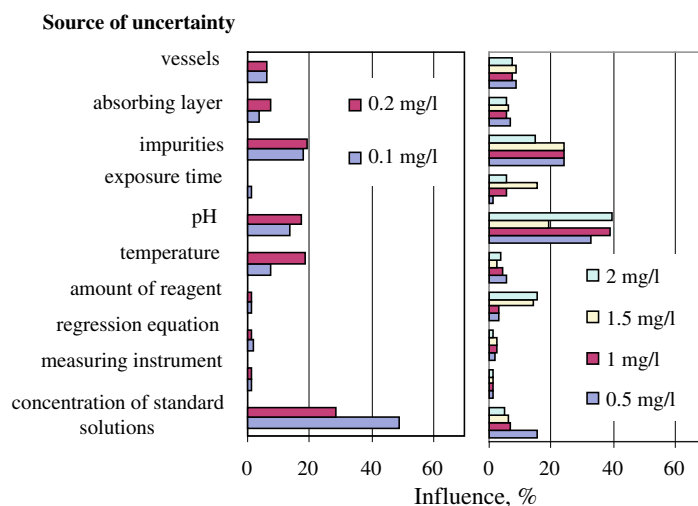 Source of uncertainty
vessels
absorbing layer
impurities
exposure time
pH
temperature
amount of reagent
regression equation
measuring instrument
concentration of standard
solutions
0.2 mg/l
0.1 mg/l
2 mg/l
1.5 mg/l
1 mg/l
0.5 mg/l
0 20 40 60 0 20 40 60
Influence, %